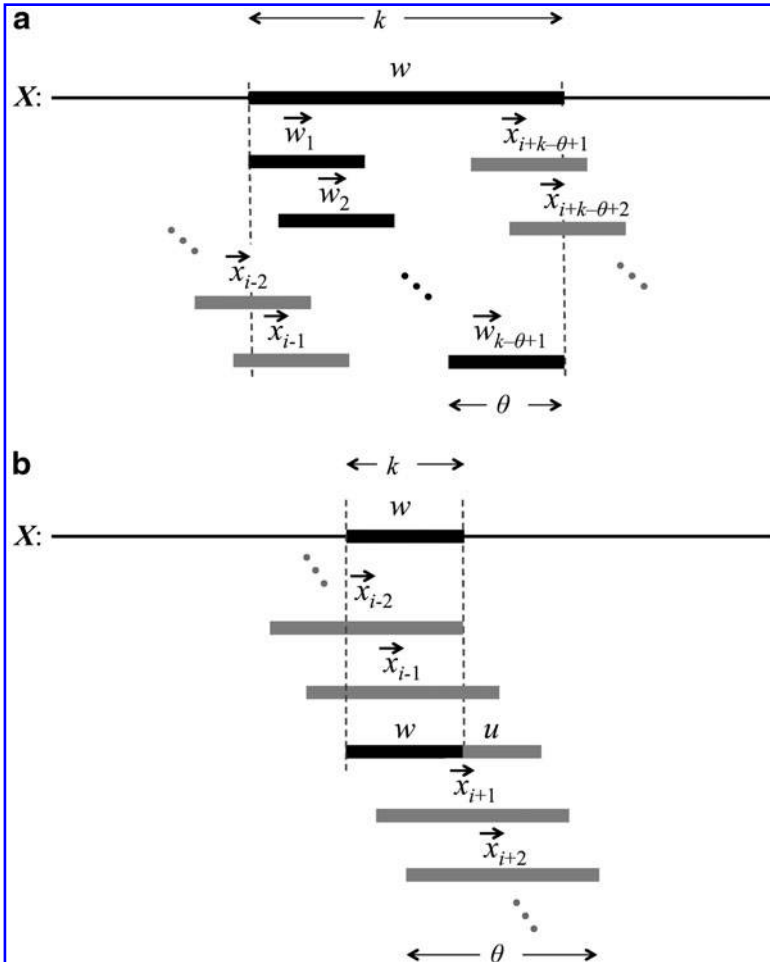 a
k
w
X:
w⃗₁ x⃗ᵢ₊ₖ₋θ₊₁
w⃗₂ x⃗ᵢ₊ₖ₋θ₊₂
x⃗ᵢ₋₂
x⃗ᵢ₋₁ w⃗ₖ₋θ₊₁
θ
b
k
w
X:
x⃗ᵢ₋₂
x⃗ᵢ₋₁
w u
x⃗ᵢ₊₁
x⃗ᵢ₊₂
θ